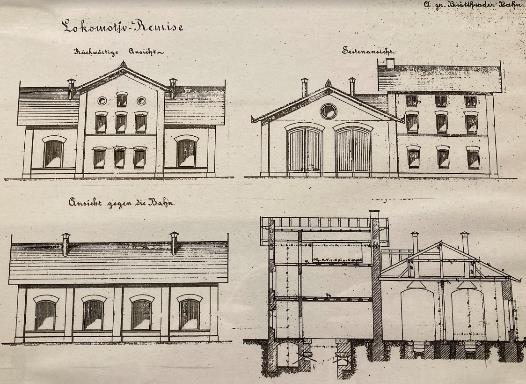 Lokomotiv-Remise
Rückwärtige Ansicht
Seitenansicht
Ansicht gegen die Bahn